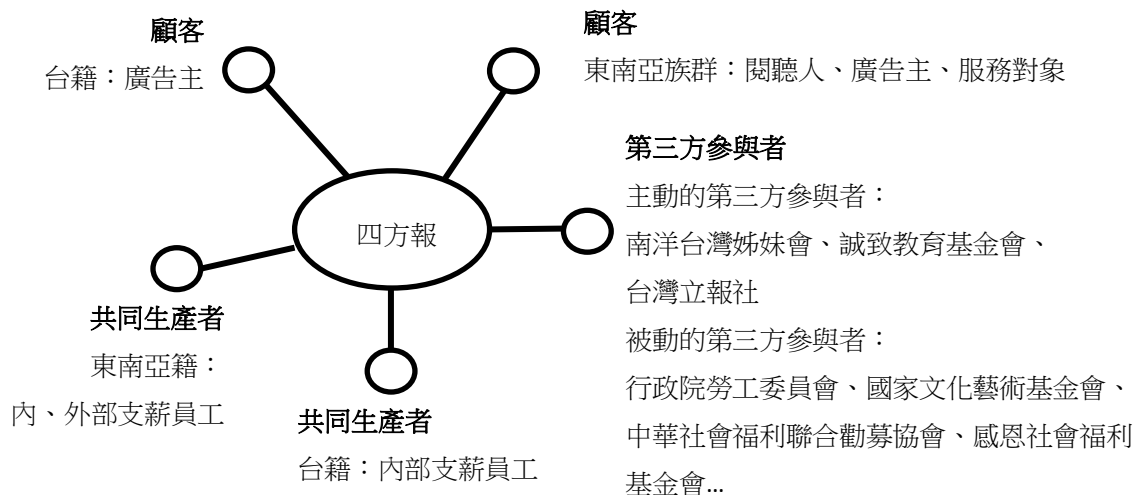 顧客
台籍：廣告主
顧客
東南亞族群：閱聽人、廣告主、服務對象
第三方參與者
主動的第三方參與者：
南洋台灣姊妹會、誠致教育基金會、
台灣立報社
被動的第三方參與者：
行政院勞工委員會、國家文化藝術基金會、
中華社會福利聯合勸募協會、感恩社會福利
基金會...
四方報
共同生產者
東南亞籍：
內、外部支薪員工
共同生產者
台籍：內部支薪員工